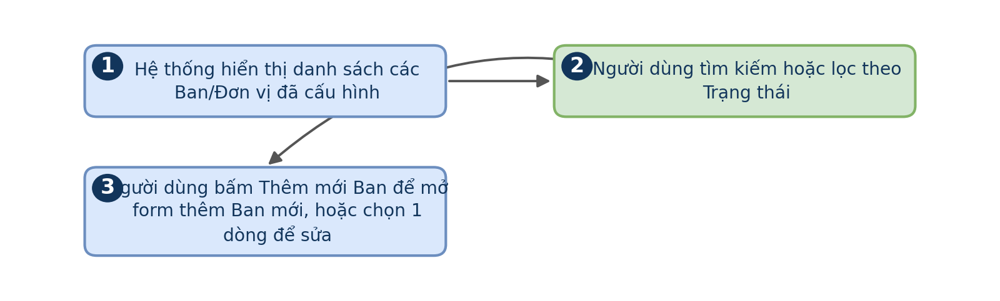 1
Hệ thống hiển thị danh sách các
Ban/Đơn vị đã cấu hình
2
Người dùng tìm kiếm hoặc lọc theo
Trạng thái
3
gười dùng bấm Thêm mới Ban để mở
form thêm Ban mới, hoặc chọn 1
dòng để sửa